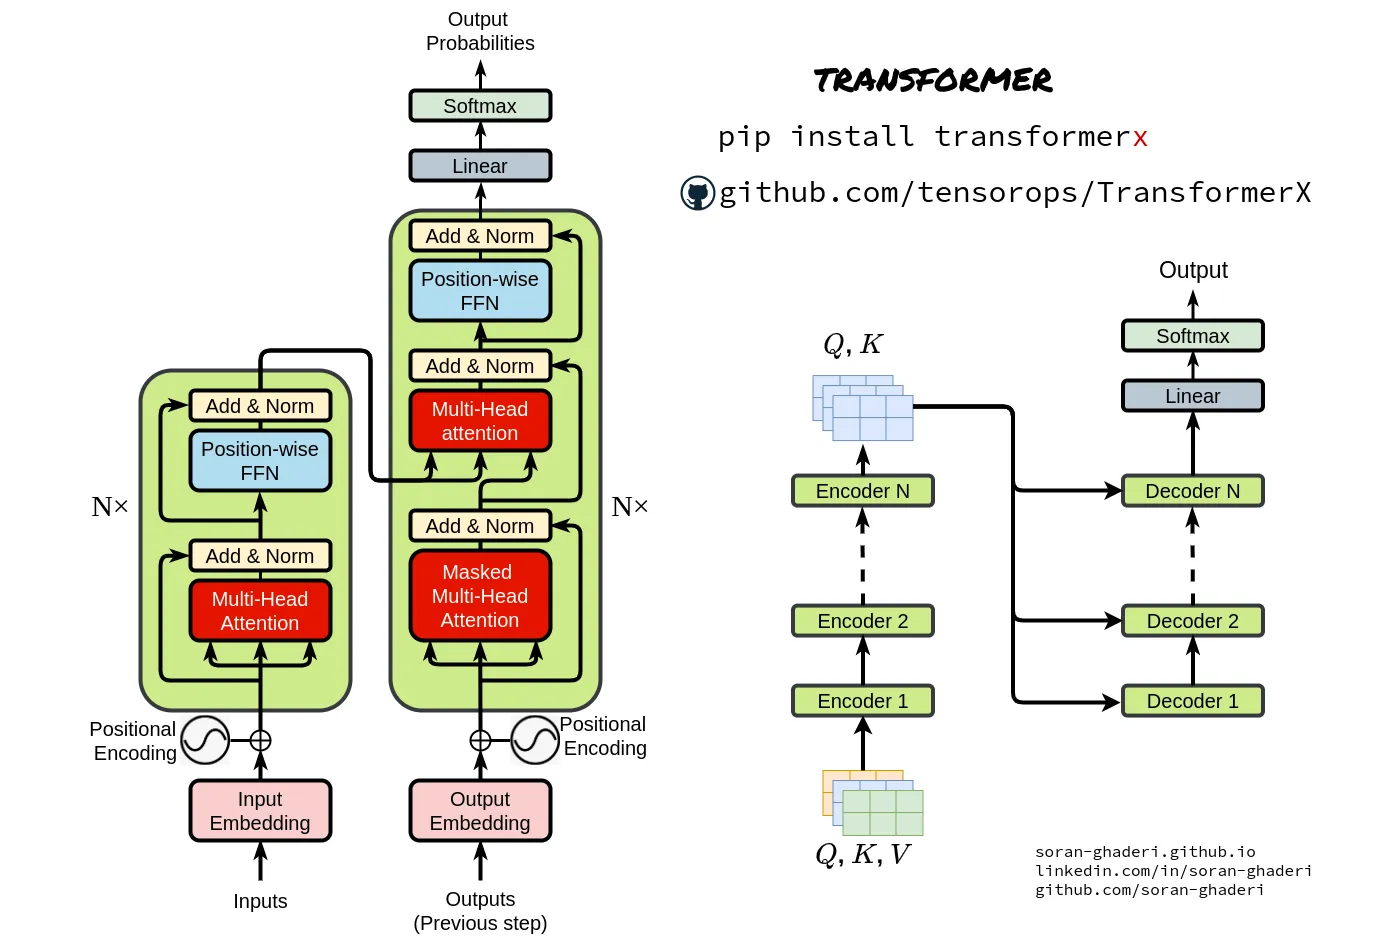 Output
Probabilities
Softmax
Linear
Add & Norm
Position-wise
FFN
Add & Norm
Multi-Head
attention
Add & Norm
Masked
Multi-Head
Attention
N×
Positional
Encoding
Output
Embedding
Outputs
(Previous step)
Add & Norm
Position-wise
FFN
Add & Norm
Multi-Head
Attention
N×
Positional
Encoding
Input
Embedding
Inputs
TRANSFORMER
pip install transformerx
github.com/tensorops/TransformerX
Q, K
Encoder N
Encoder 2
Encoder 1
Q, K, V
Output
Softmax
Linear
Decoder N
Decoder 2
Decoder 1
soran-ghaderi.github.io
linkedin.com/in/soran-ghaderi
github.com/soran-ghaderi